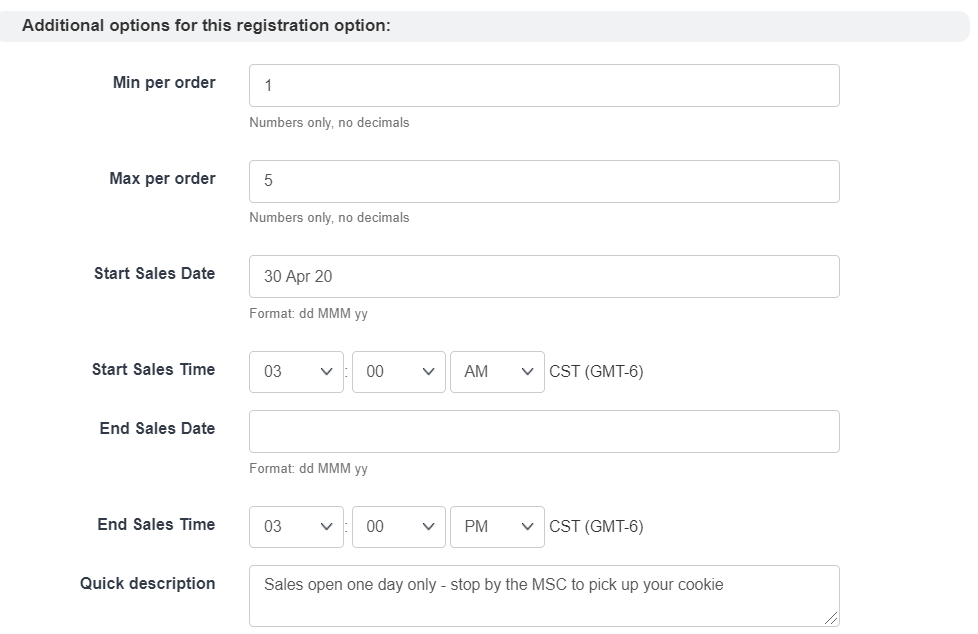 Additional options for this registration option:
Min per order
1
Numbers only, no decimals
Max per order
5
Numbers only, no decimals
Start Sales Date
30 Apr 20
Format: dd MMM yy
Start Sales Time
03 : 00 AM CST (GMT-6)
End Sales Date
Format: dd MMM yy
End Sales Time
03 : 00 PM CST (GMT-6)
Quick description
Sales open one day only - stop by the MSC to pick up your cookie